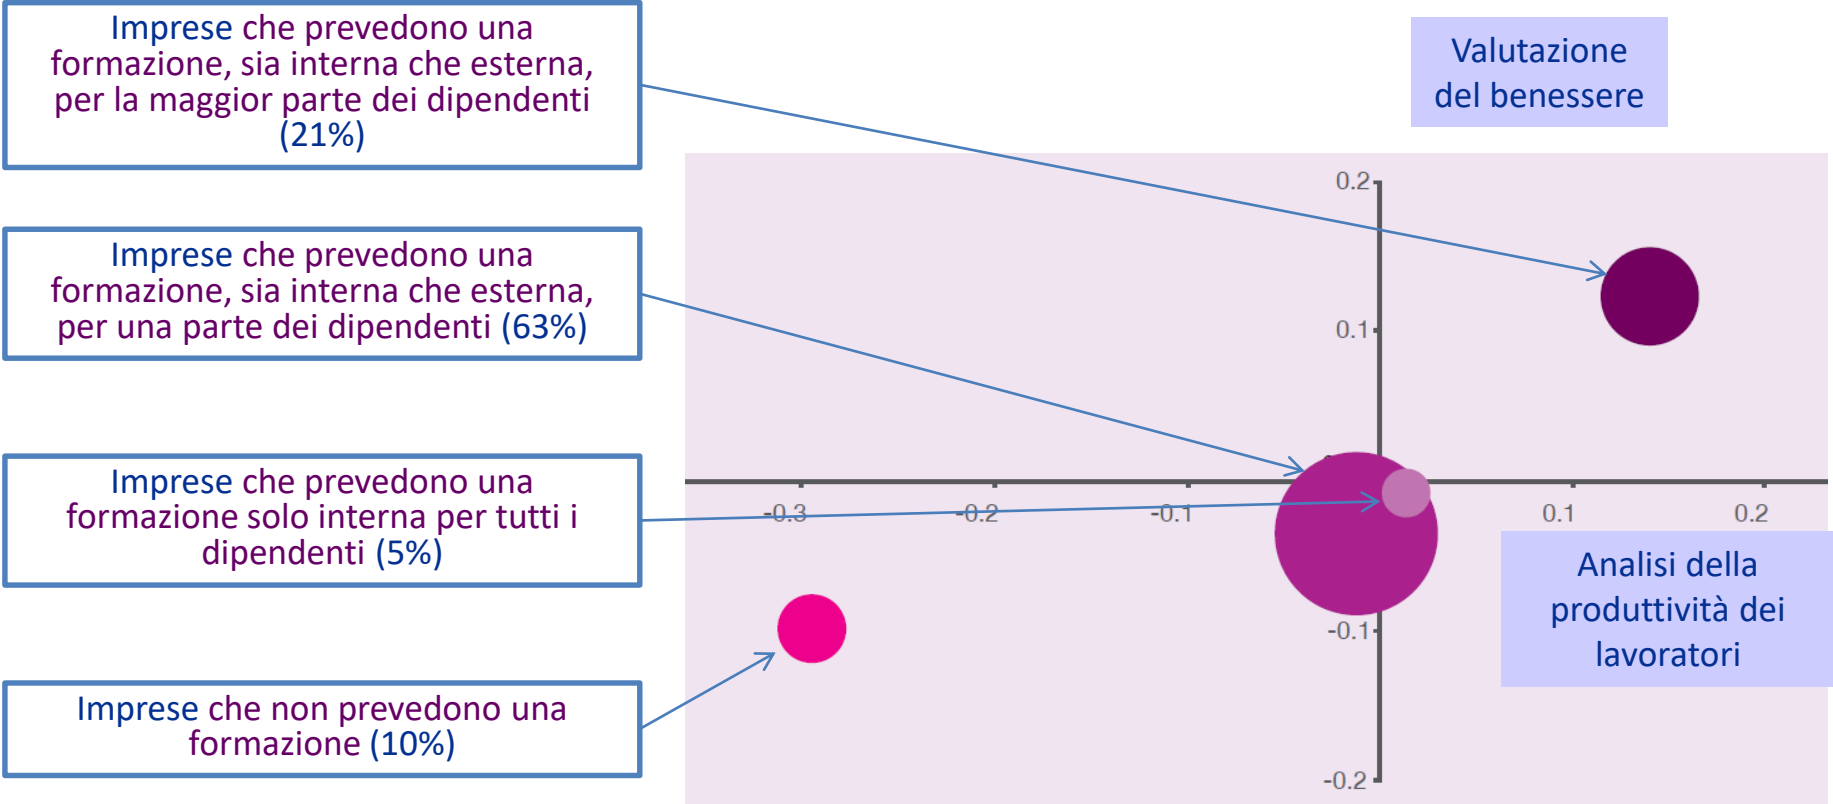 Imprese che prevedono una
formazione, sia interna che esterna,
per la maggior parte dei dipendenti
(21%)
Valutazione
del benessere
Imprese che prevedono una
formazione, sia interna che esterna,
per una parte dei dipendenti (63%)
Imprese che prevedono una
formazione solo interna per tutti i
dipendenti (5%)
Imprese che non prevedono una
formazione (10%)
0.2
0.1
-0.3 -0.2 -0.1 0.1 0.2
-0.1
-0.2
Analisi della
produttività dei
lavoratori